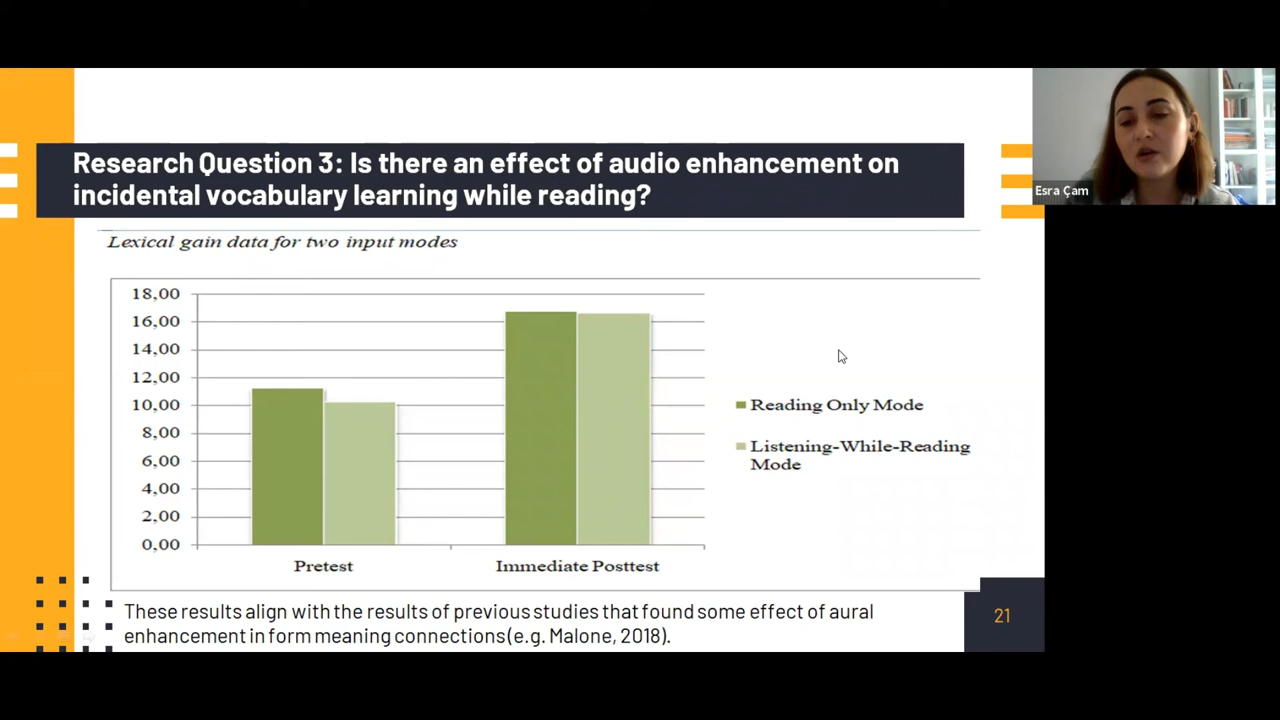 Research Question 3: Is there an effect of audio enhancement on
incidental vocabulary learning while reading?
Esra Çam
Lexical gain data for two input modes
18,00
16,00
14,00
12,00
10,00
8,00
6,00
4,00
2,00
0,00
Pretest
Immediate Posttest
Reading Only Mode
Listening-While-Reading
Mode
These results align with the results of previous studies that found some effect of aural
enhancement in form meaning connections(e.g. Malone, 2018).
21